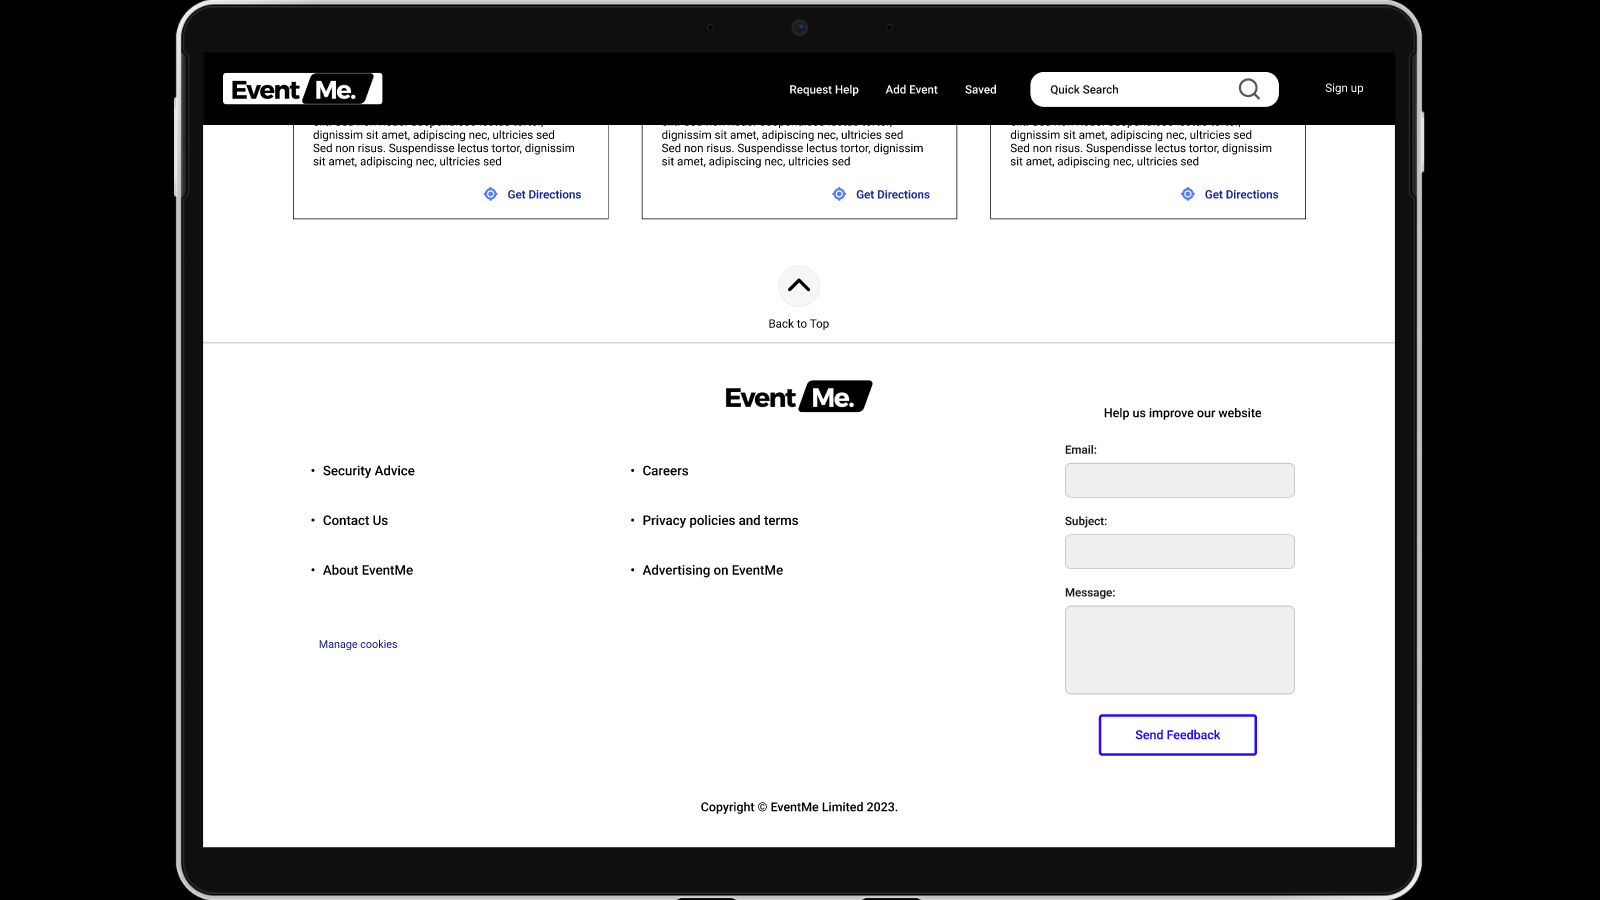 Event Me.
Request Help
Add Event
Saved
Quick Search
Sign up
dignissim sit amet, adipiscing nec, ultricies sed
Sed non risus. Suspendisse lectus tortor, dignissim
sit amet, adipiscing nec, ultricies sed
Get Directions
dignissim sit amet, adipiscing nec, ultricies sed
Sed non risus. Suspendisse lectus tortor, dignissim
sit amet, adipiscing nec, ultricies sed
Get Directions
dignissim sit amet, adipiscing nec, ultricies sed
Sed non risus. Suspendisse lectus tortor, dignissim
sit amet, adipiscing nec, ultricies sed
Get Directions
Back to Top
Event Me.
• Security Advice
• Contact Us
• About EventMe
Manage cookies
• Careers
• Privacy policies and terms
• Advertising on EventMe
Help us improve our website
Email:
Subject:
Message:
Send Feedback
Copyright © EventMe Limited 2023.